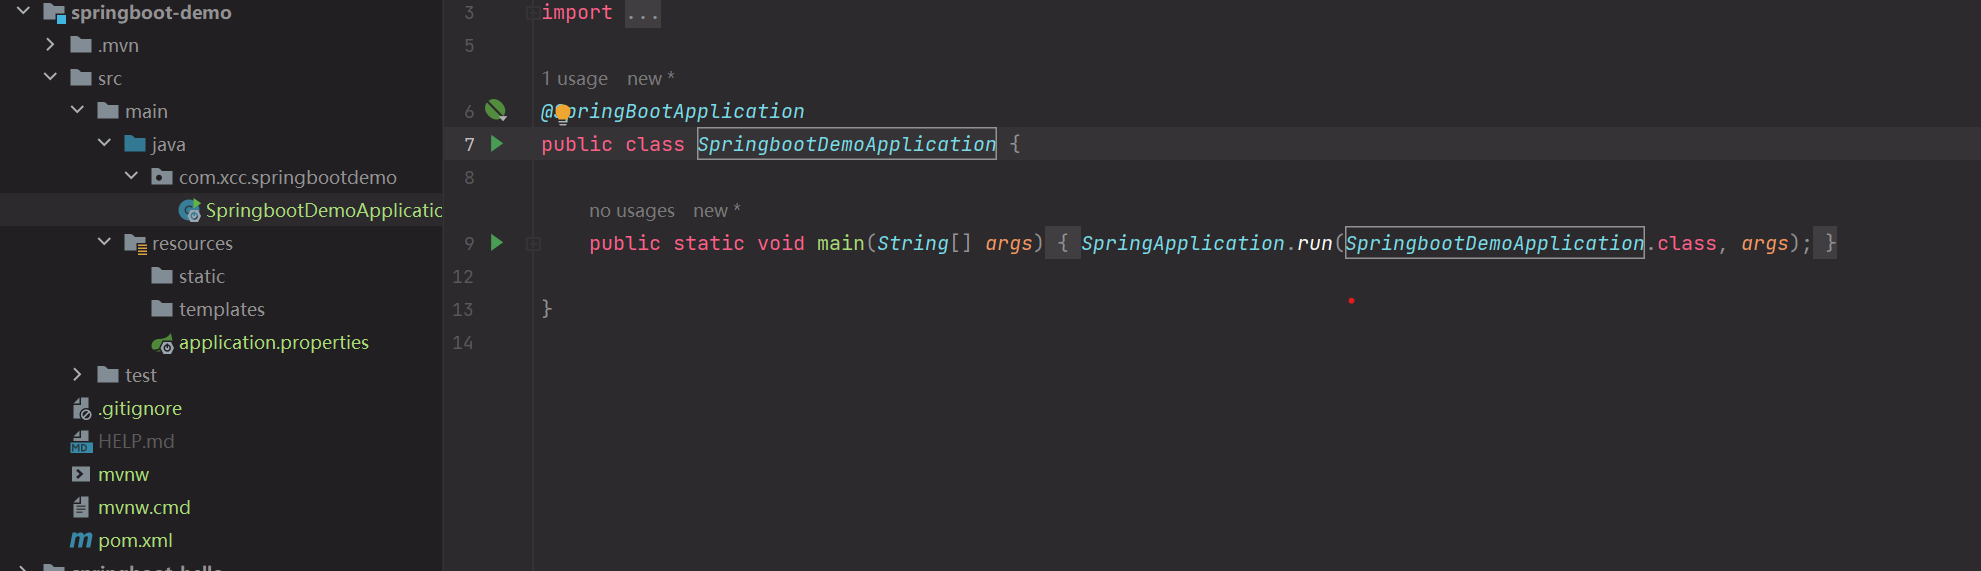 springboot-demo
.mvn
src
main
java
com.xcc.springbootdemo
SpringbootDemoApplicatio
resources
static
templates
application.properties
test
.gitignore
HELP.md
mvnw
mvnw.cmd
pom.xml
3 import ...
5
1 usage new *
6 @SpringBootApplication
7 public class SpringbootDemoApplication {
8
no usages new *
9 public static void main(String[] args) { SpringApplication.run(SpringbootDemoApplication.class, args); }
12
13 }
14